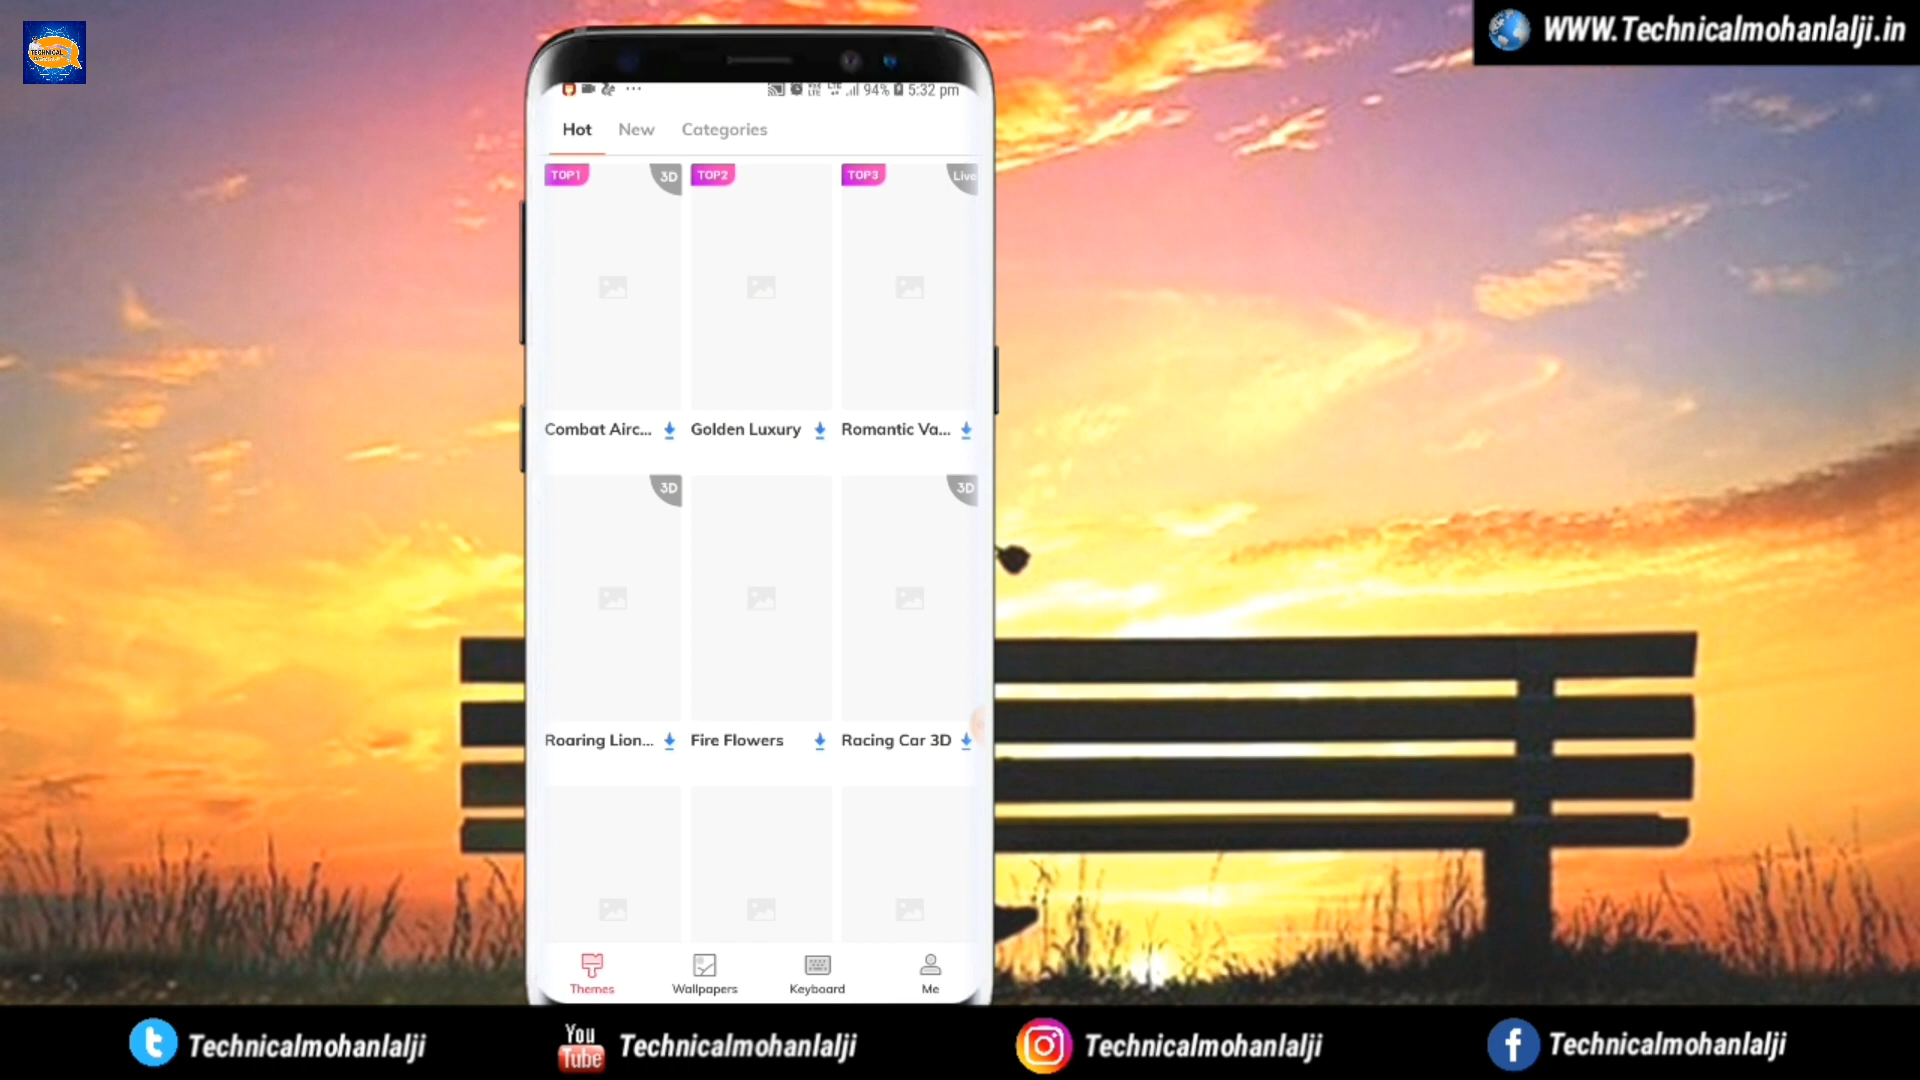 TECHNICAL
WWW.Technicalmohanlalji.in
94% 5:32 pm
Hot New Categories
TOP1 3D TOP2 TOP3 Live
Combat Airc... Golden Luxury Romantic Va...
3D 3D
Roaring Lion... Fire Flowers Racing Car 3D
Themes Wallpapers Keyboard Me
Technicalmohanlalji You Tube Technicalmohanlalji Technicalmohanlalji Technicalmohanlalji